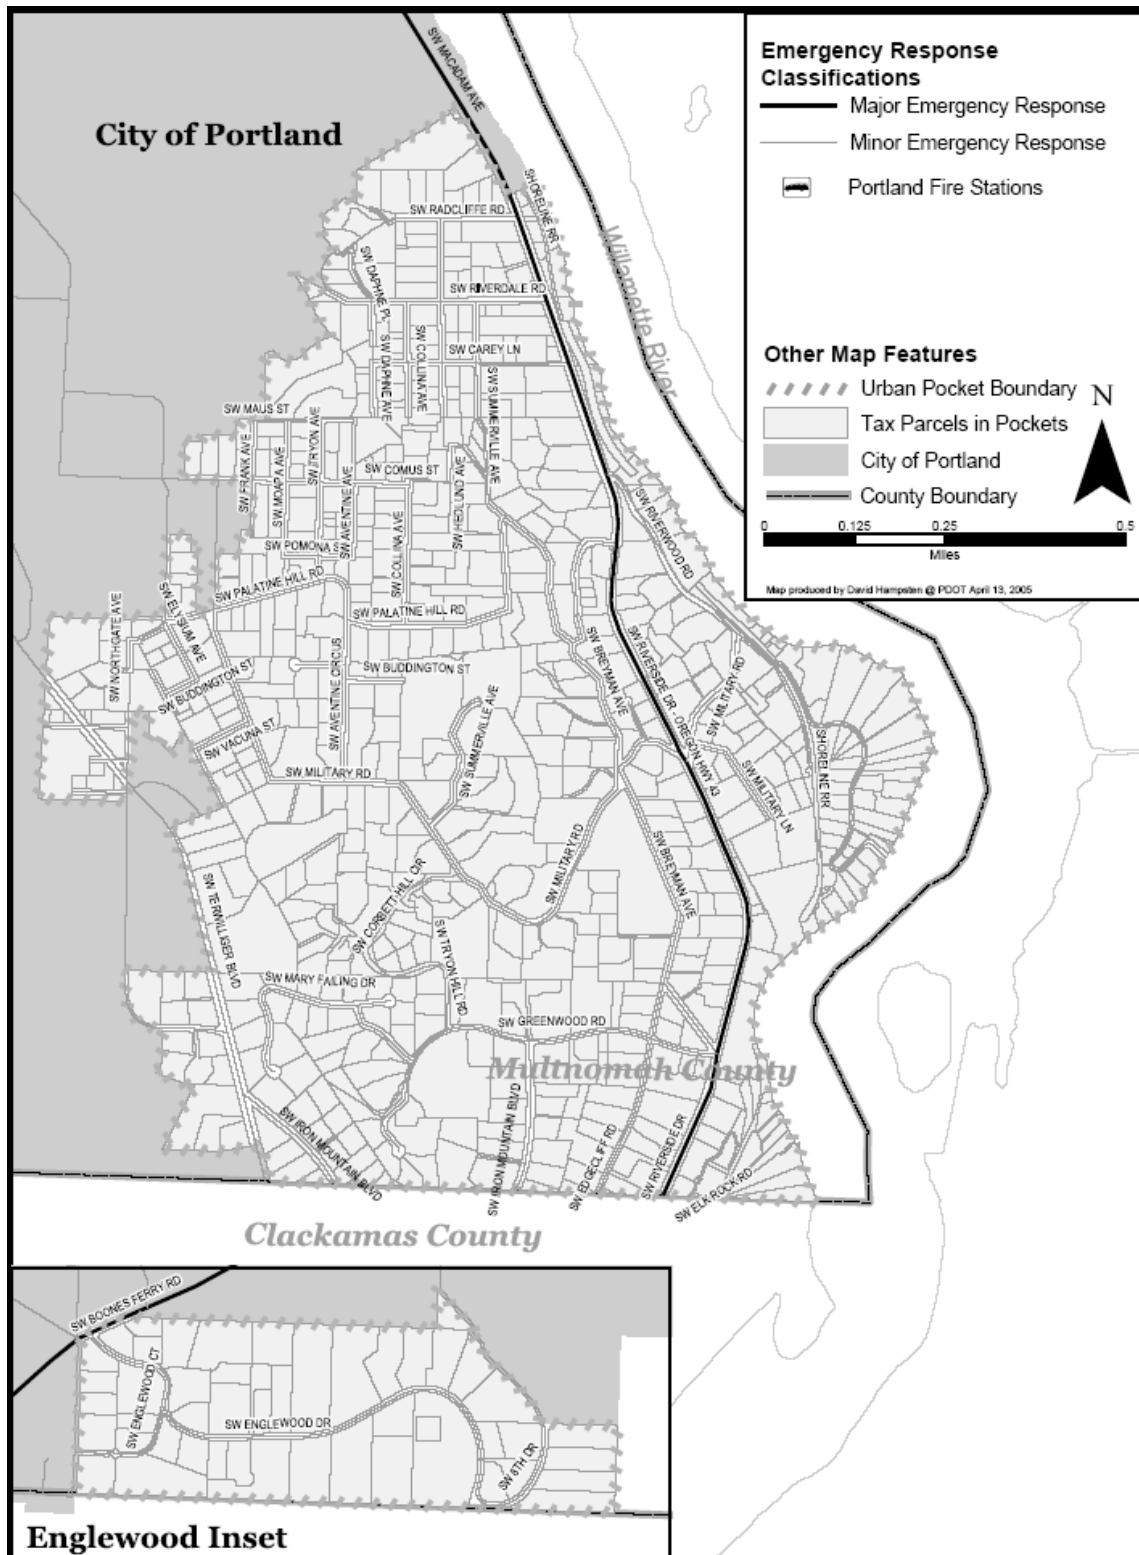 City of Portland
SW MACADAM AVE
SHORELINE RR
SW RADCLIFFE RD
SW DAPHNE PL
SW RIVERDALE RD
Willamette River
SW CAREY LN
SW COLLINA AVE
SW DAPHNE AVE
SW SUMMERVILLE AVE
SW MAUS ST
SW FRANK AVE
SW MOAPA AVE
SW TRYON AVE
SW COMUS ST
SW AVENTINE AVE
SW HEDLUND AVE
SW COLLINA AVE
SW POMONA S
SW RIVERWOOD RD
SW PALATINE HILL RD
SW PALATINE HILL RD
SW NORTHGATE AVE
SW ELYSIUM AVE
SW BUDDINGTON ST
SW BUDDINGTON ST
SW AVENTINE CIRCUS
SW BREYMAN AVE
SW RIVERSIDE DR - OREGON HWY 43
SW MILITARY RD
SW VACUNA ST
SW SUMMERVILLE AVE
SHORELINE RR
SW MILITARY RD
SW MILITARY LN
SW MILITARY RD
SW BREYMAN AVE
SW TERWILLIGER BLVD
SW CORBETT HILL CIR
SW TRYON HILL RD
SW MARY FAILING DR
SW GREENWOOD RD
Multnomah County
SW IRON MOUNTAIN BLVD
SW IRON MOUNTAIN BLVD
SW EDGECLIFF RD
SW RIVERSIDE DR
SW ELK ROCK RD
Clackamas County
Emergency Response
Classifications
Major Emergency Response
Minor Emergency Response
Portland Fire Stations
Other Map Features
Urban Pocket Boundary
N
Tax Parcels in Pockets
City of Portland
County Boundary
0 0.125 0.25 0.5
Miles
Map produced by David Hampsten @ PDOT April 13, 2005
SW BOONES FERRY RD
SW ENGLEWOOD CT
SW ENGLEWOOD DR
SW 8TH DR
Englewood Inset